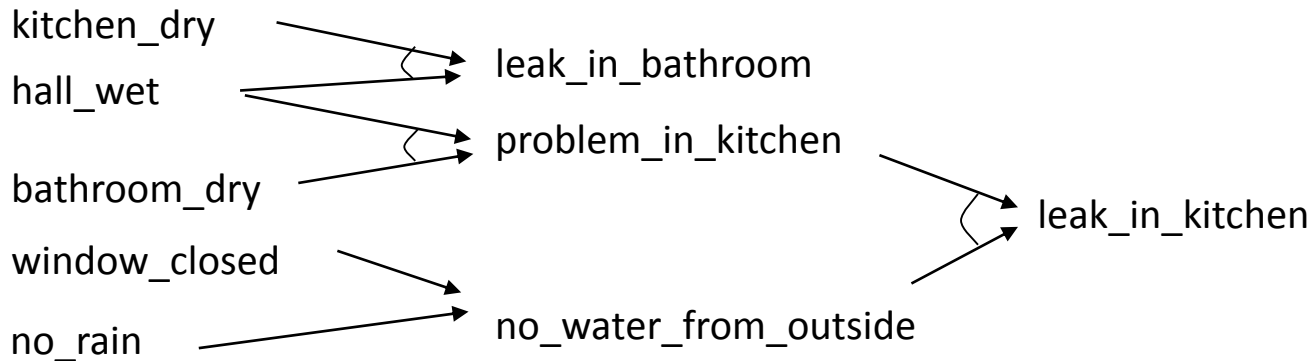 kitchen_dry
hall_wet
bathroom_dry
window_closed
no_rain
leak_in_bathroom
problem_in_kitchen
no_water_from_outside
leak_in_kitchen